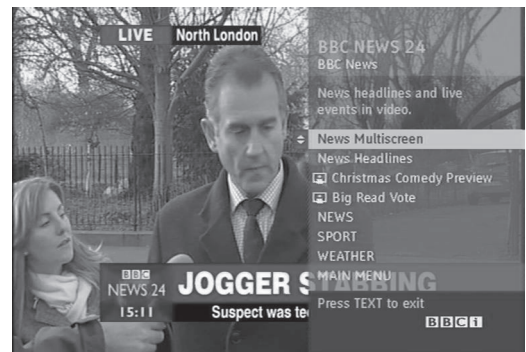 LIVE North London
BBC NEWS 24
BBC News
News headlines and live
events in video.
News Multiscreen
News Headlines
Christmas Comedy Preview
Big Read Vote
NEWS
SPORT
WEATHER
MAIN MENU
Press TEXT to exit
BBCi
BBC
NEWS 24
15:11
JOGGER STABBING
Suspect was